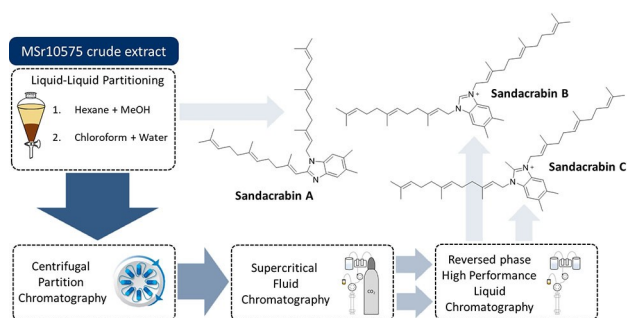 MSr10575 crude extract
Liquid-Liquid Partitioning
1. Hexane + MeOH
2. Chloroform + Water
Sandacrabin A
Sandacrabin B
Sandacrabin C
N
N
N
N
+
N
N
+
Centrifugal
Partition
Chromatography
Supercritical
Fluid
Chromatography
CO₂
Reversed phase
High Performance
Liquid
Chromatography